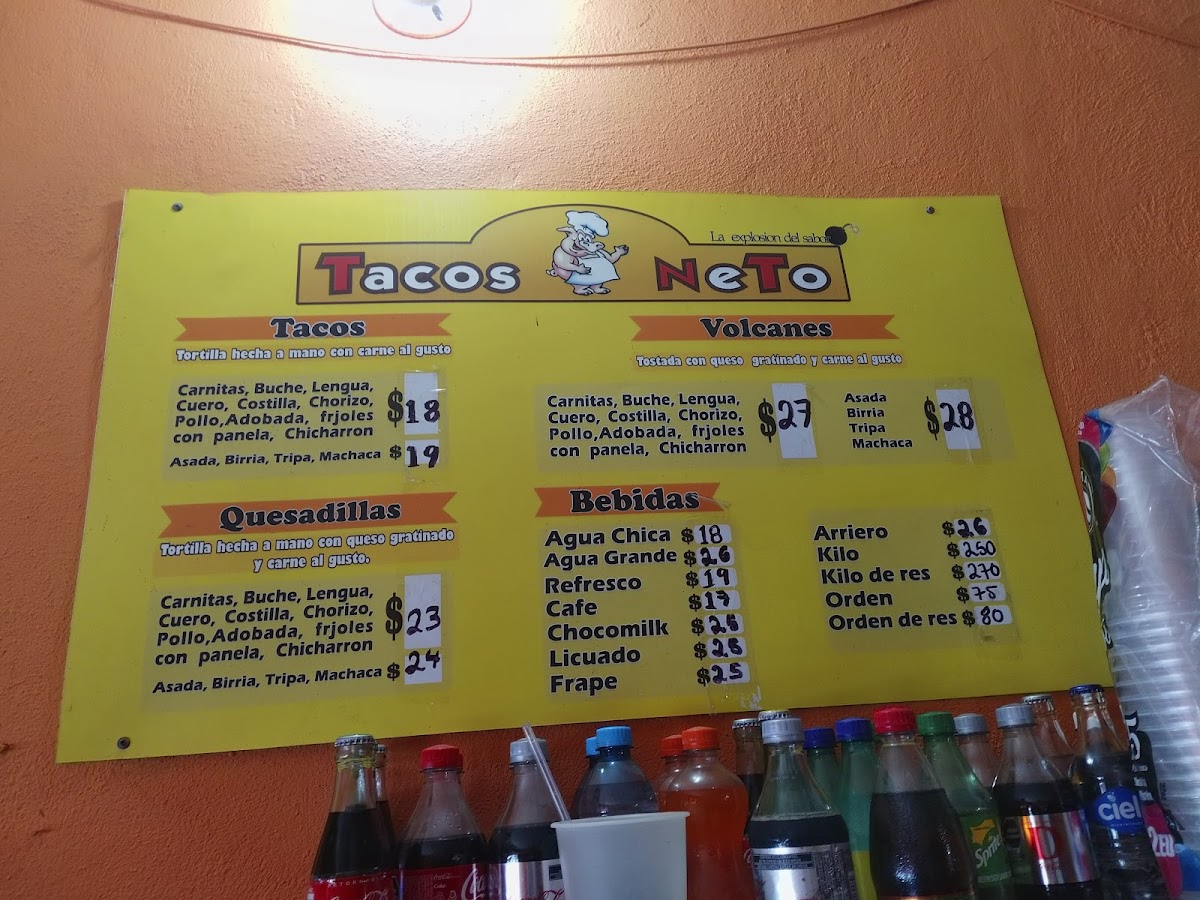 La explosion del sabor
Tacos NeTo
Tacos
Tortilla hecha a mano con carne al gusto
Carnitas, Buche, Lengua,
Cuero, Costilla, Chorizo,
Pollo,Adobada, frjoles
con panela, Chicharron
$18
Asada, Birria, Tripa, Machaca $19
Volcanes
Tostada con queso gratinado y carne al gusto
Carnitas, Buche, Lengua,
Cuero, Costilla, Chorizo,
Pollo,Adobada, frjoles
con panela, Chicharron
$27
Asada
Birria
Tripa
Machaca
$28
Quesadillas
Tortilla hecha a mano con queso gratinado
y carne al gusto.
Carnitas, Buche, Lengua,
Cuero, Costilla, Chorizo,
Pollo,Adobada, frjoles
con panela, Chicharron
$23
Asada, Birria, Tripa, Machaca $24
Bebidas
Agua Chica $18
Agua Grande $26
Refresco $19
Cafe $17
Chocomilk $25
Licuado $25
Frape $25
Arriero $26
Kilo $250
Kilo de res $270
Orden $75
Orden de res $80
Sprite
ciel